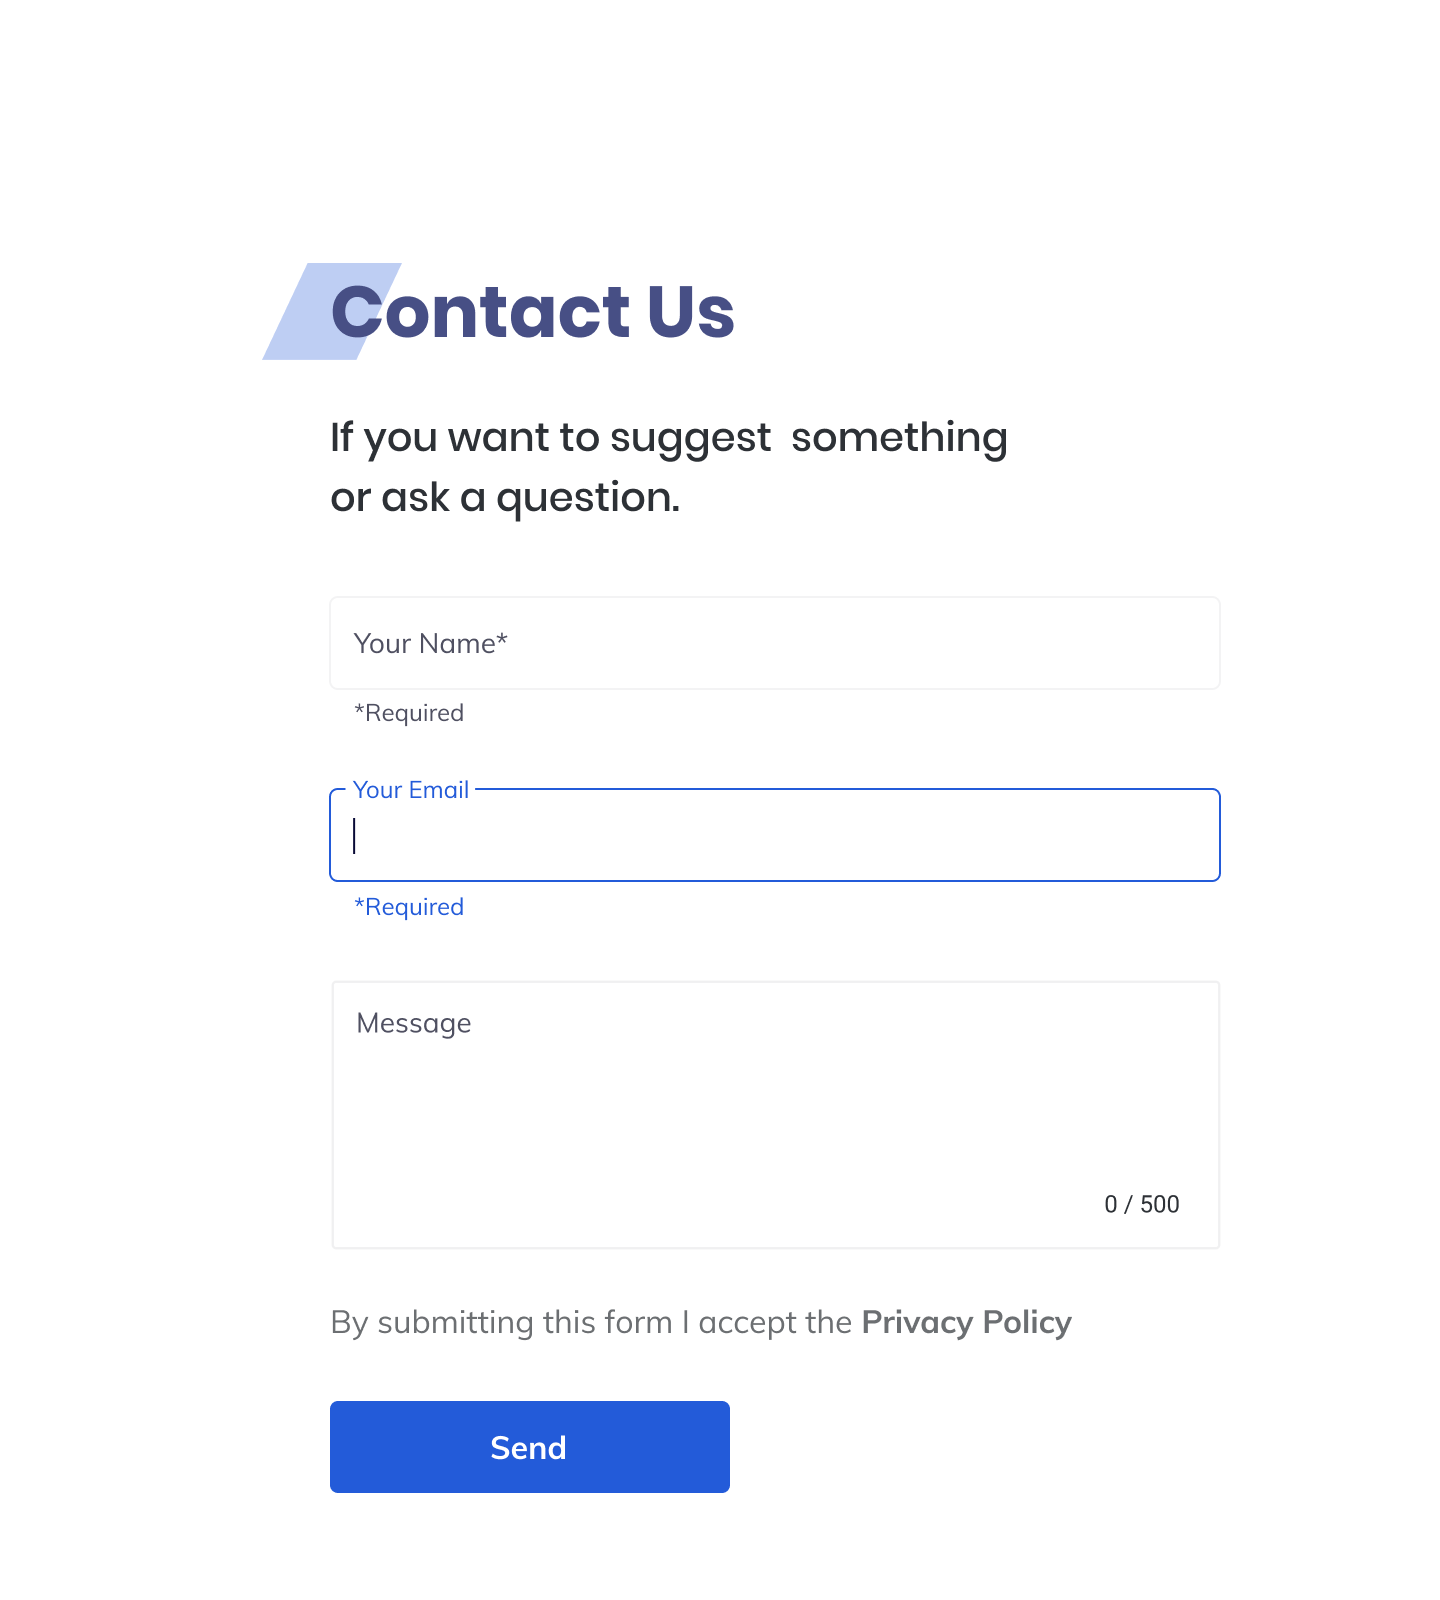 Contact Us
If you want to suggest  something
or ask a question.
Your Name*
*Required
Your Email
*Required
Message
0 / 500
By submitting this form I accept the Privacy Policy
Send